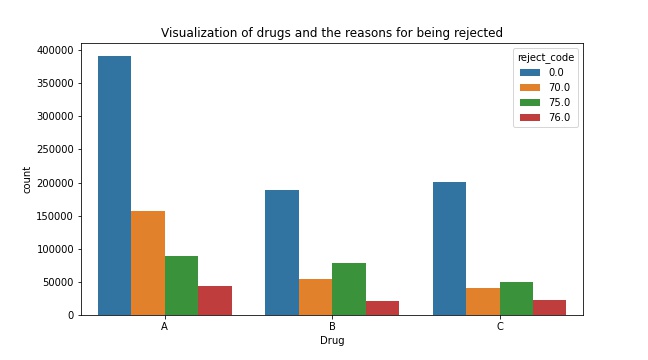 Visualization of drugs and the reasons for being rejected
400000
350000
300000
250000
200000
150000
100000
50000
0
count
reject_code
0.0
70.0
75.0
76.0
A
B
C
Drug